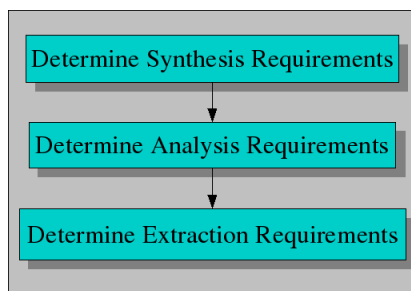 Determine Synthesis Requirements
Determine Analysis Requirements
Determine Extraction Requirements